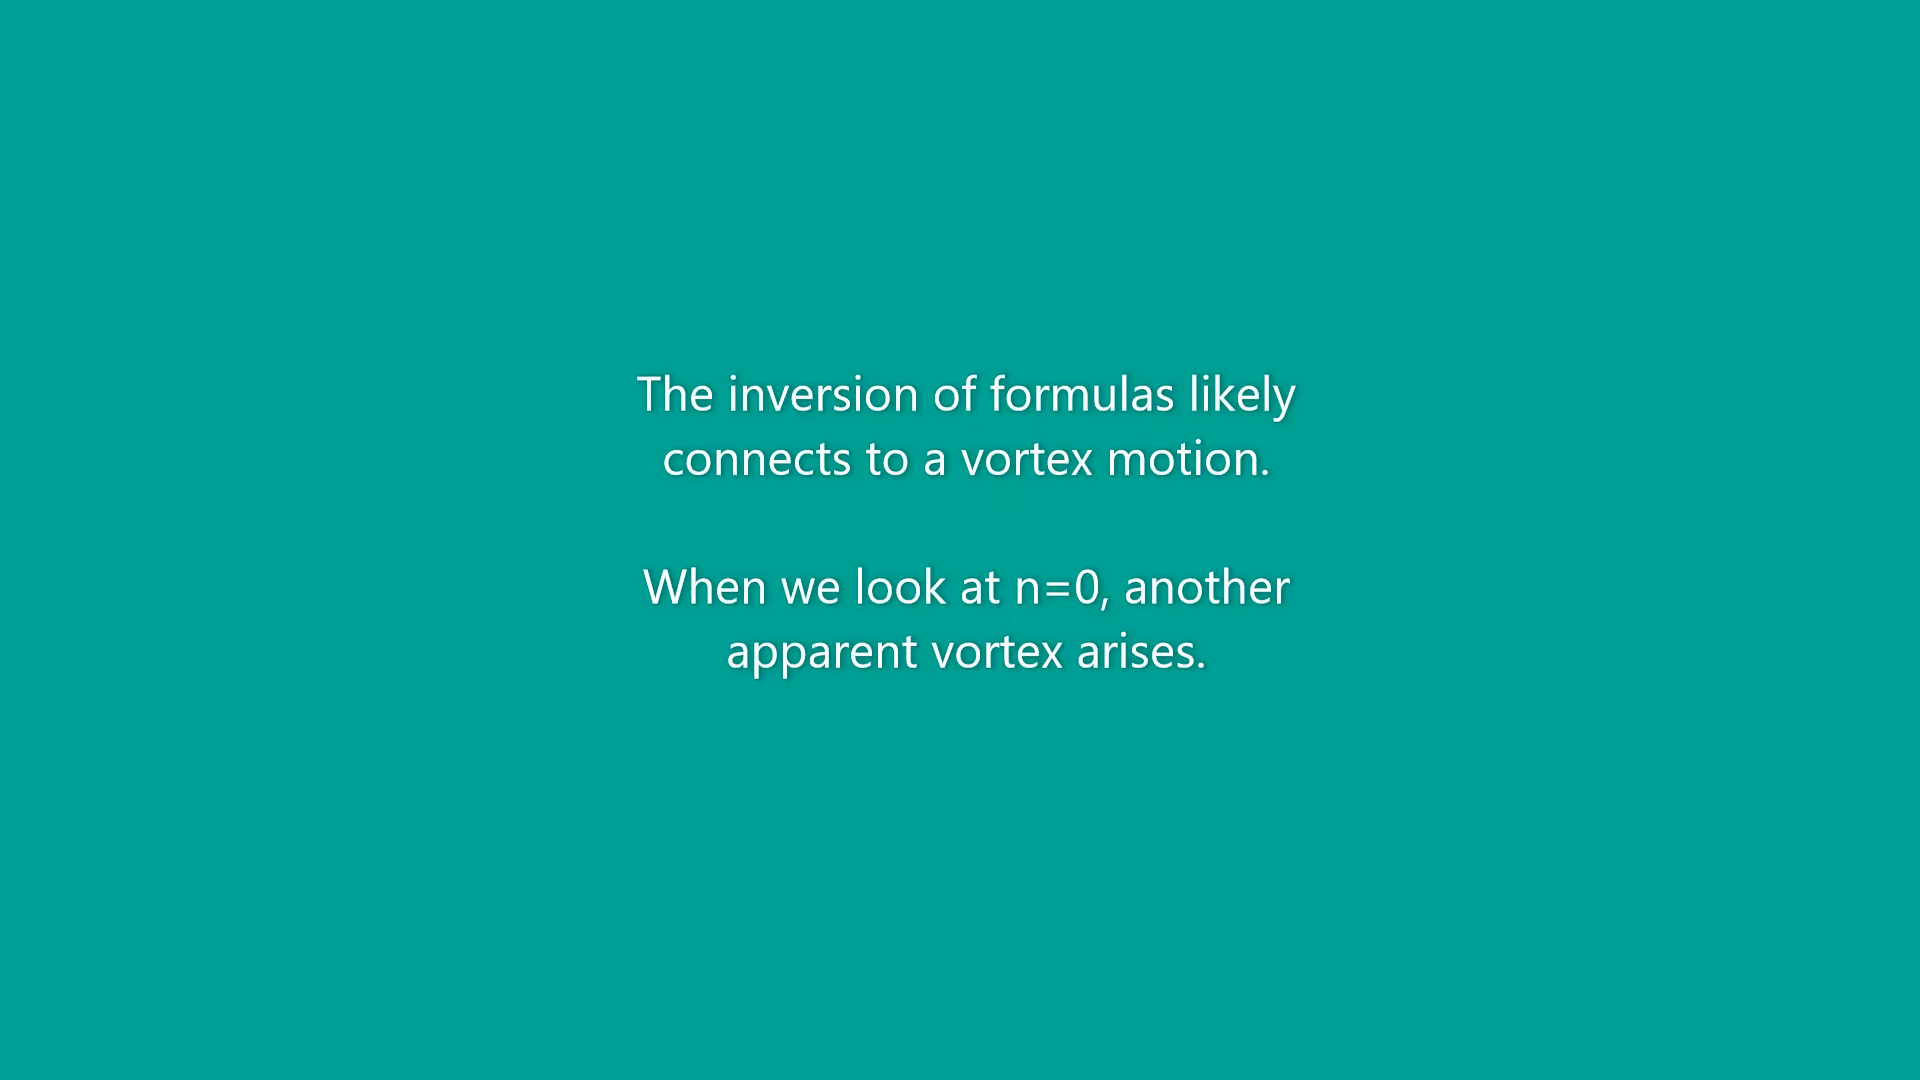 The inversion of formulas likely
connects to a vortex motion.
When we look at n=0, another
apparent vortex arises.